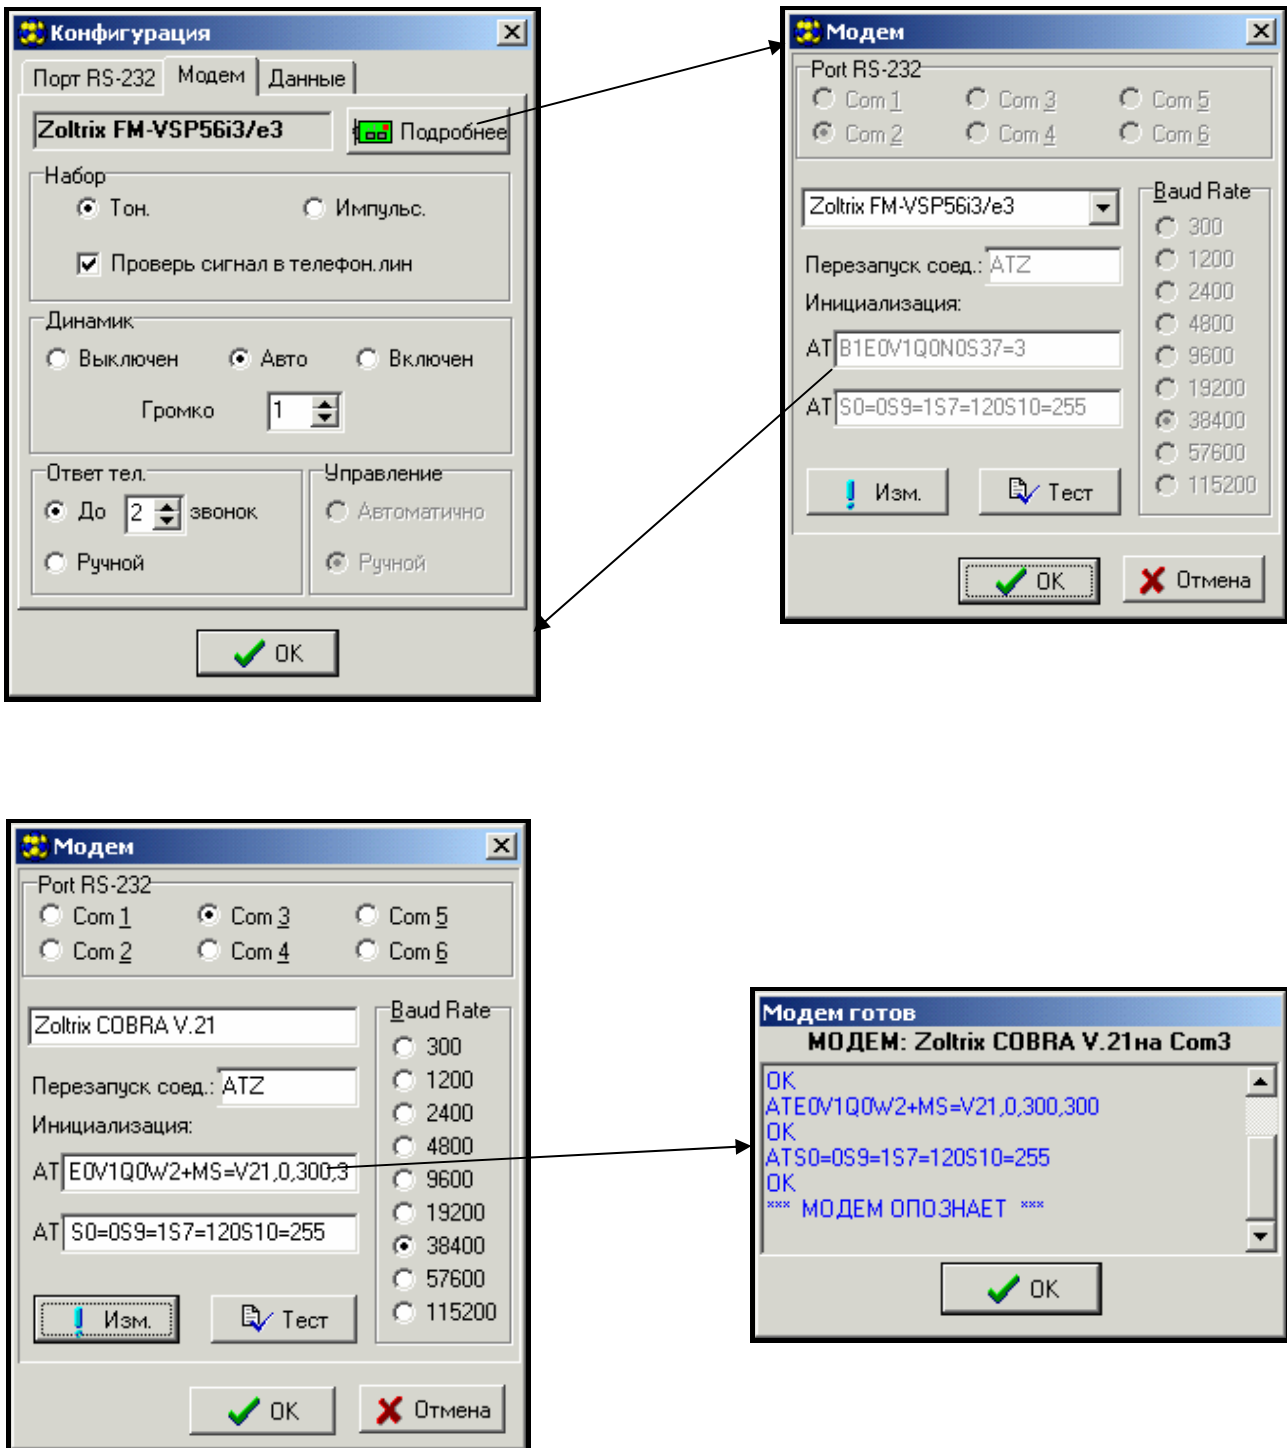 Конфигурация
Порт RS-232 Модем Данные
Zoltrix FM-VSP56i3/e3 Подробнее
Набор
Тон. Импульс.
Проверь сигнал в телефон.лин
Динамик
Выключен Авто Включен
Громко 1
Ответ тел. Управление
До 2 звонок Автоматично
Ручной Ручной
OK
Модем
Port RS-232
Com 1 Com 3 Com 5
Com 2 Com 4 Com 6
Zoltrix FM-VSP56i3/e3
Baud Rate
300
1200
2400
4800
9600
19200
38400
57600
115200
Перезапуск соед.: ATZ
Инициализация:
AT B1E0V1Q0N0S37=3
AT S0=0S9=1S7=120S10=255
Изм. Тест
OK Отмена
Модем
Port RS-232
Com 1 Com 3 Com 5
Com 2 Com 4 Com 6
Zoltrix COBRA V.21
Baud Rate
300
1200
2400
4800
9600
19200
38400
57600
115200
Перезапуск соед.: ATZ
Инициализация:
AT E0V1Q0W2+MS=V21,0,300,3
AT S0=0S9=1S7=120S10=255
Изм. Тест
OK Отмена
Модем готов
МОДЕМ: Zoltrix COBRA V.21на Com3
OK
ATE0V1Q0W2+MS=V21,0,300,300
OK
ATS0=0S9=1S7=120S10=255
OK
*** МОДЕМ ОПОЗНАЕТ ***
OK